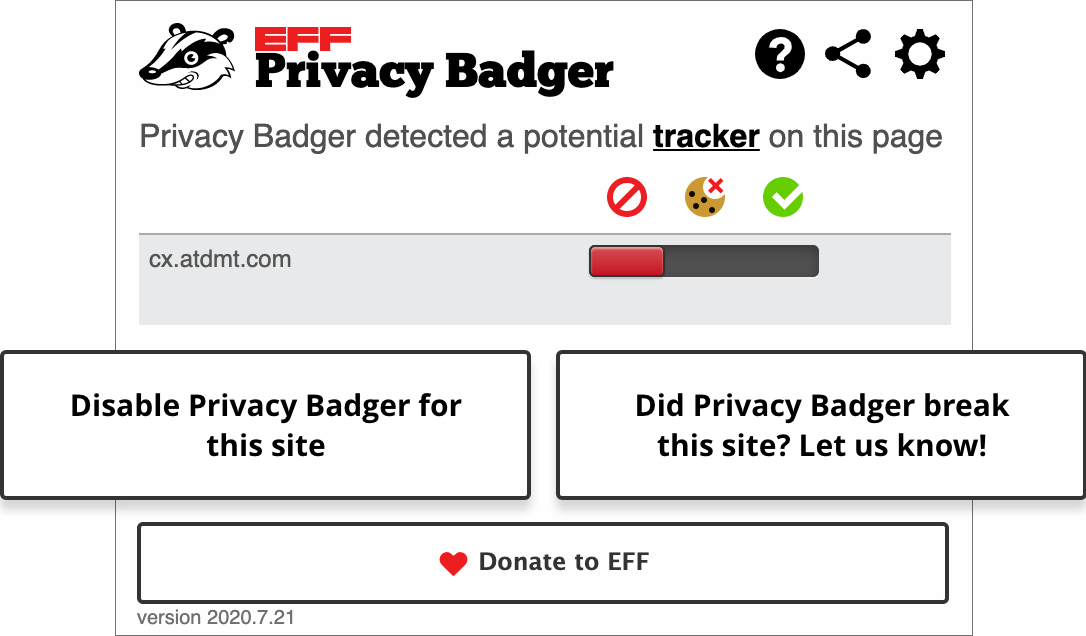 EFF
Privacy Badger
Privacy Badger detected a potential tracker on this page
cx.atdmt.com
Disable Privacy Badger for
this site
Did Privacy Badger break
this site? Let us know!
Donate to EFF
version 2020.7.21